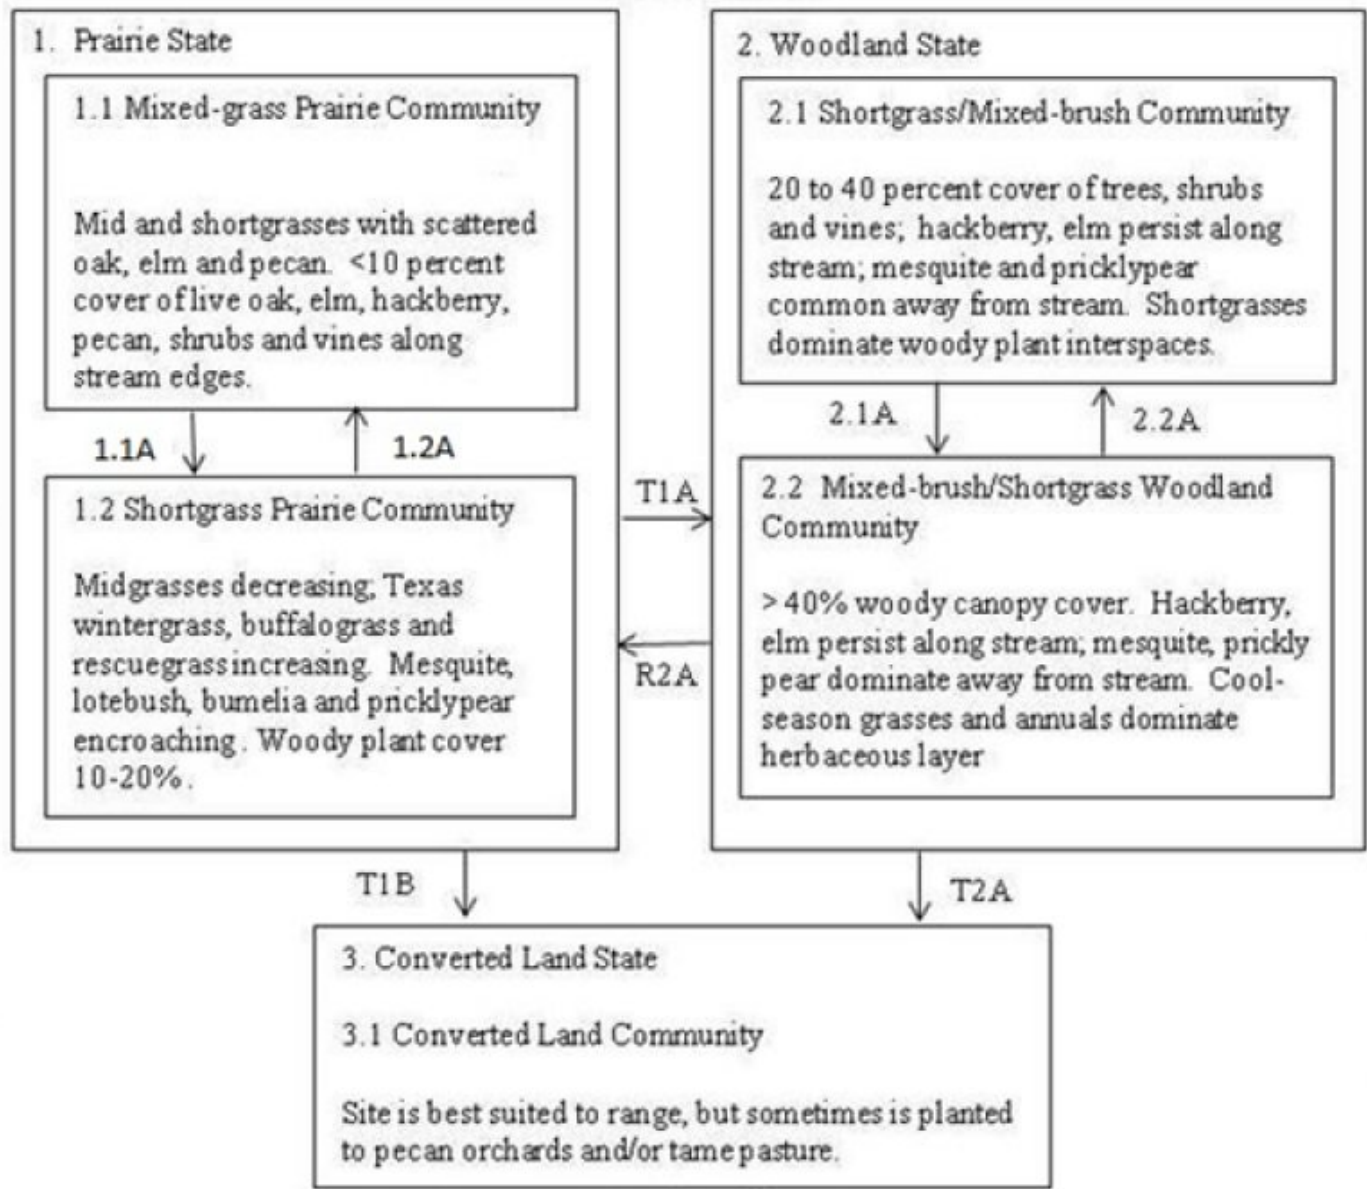 1. Prairie State
1.1 Mixed-grass Prairie Community
Mid and shortgrasses with scattered
oak, elm and pecan. <10 percent
cover of live oak, elm, hackberry,
pecan, shrubs and vines along
stream edges.
1.1A
1.2A
1.2 Shortgrass Prairie Community
Midgrasses decreasing; Texas
wintergrass, buffalograss and
rescuegrass increasing. Mesquite,
lotebush, bumelia and pricklypear
encroaching. Woody plant cover
10-20%.
T1A
R2A
2. Woodland State
2.1 Shortgrass/Mixed-brush Community
20 to 40 percent cover of trees, shrubs
and vines; hackberry, elm persist along
stream; mesquite and pricklypear
common away from stream. Shortgrasses
dominate woody plant interspaces.
2.1A
2.2A
2.2 Mixed-brush/Shortgrass Woodland
Community
> 40% woody canopy cover. Hackberry,
elm persist along stream; mesquite, prickly
pear dominate away from stream. Cool-
season grasses and annuals dominate
herbaceous layer
T1B
T2A
3. Converted Land State
3.1 Converted Land Community
Site is best suited to range, but sometimes is planted
to pecan orchards and/or tame pasture.